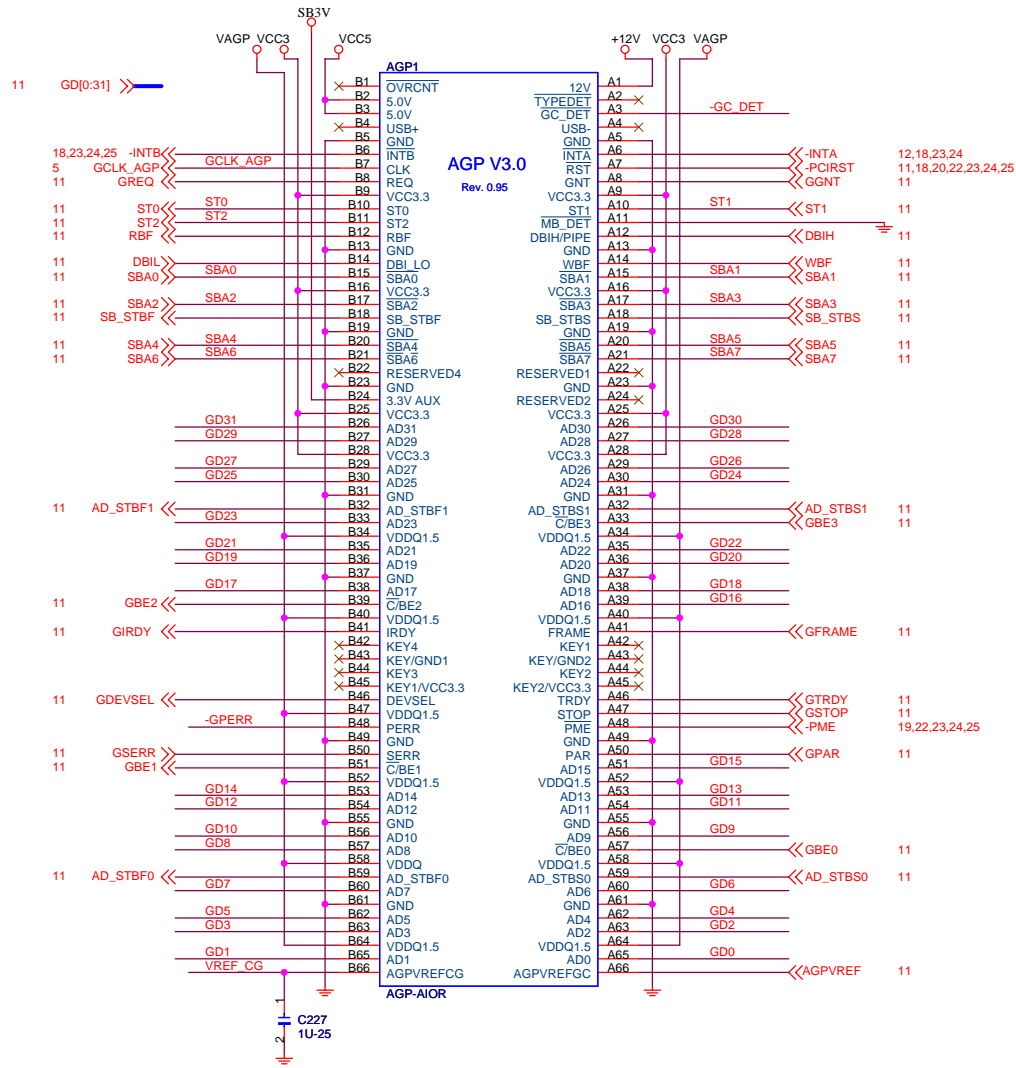 SB3V
VAGP VCC3 VCC5 +12V VCC3 VAGP
AGP1
11 GD[0:31]
AGP V3.0
Rev. 0.95
B1 OVRCNT 12V A1
B2 5.0V TYPEDET A2
B3 5.0V GC_DET A3 -GC_DET
B4 USB+ USB- A4
B5 GND GND A5
18,23,24,25 -INTB B6 INTB INTA A6 -INTA 12,18,23,24
5 GCLK_AGP GCLK_AGP B7 CLK RST A7 -PCIRST 11,18,20,22,23,24,25
11 GREQ B8 REQ GNT A8 GGNT 11
B9 VCC3.3 VCC3.3 A9
11 ST0 ST0 B10 ST0 ST1 A10 ST1 ST1 11
11 ST2 ST2 B11 ST2 MB_DET A11
11 RBF B12 RBF DBIH/PIPE A12 DBIH 11
B13 GND GND A13
11 DBIL B14 DBI_LO WBF A14 WBF 11
11 SBA0 SBA0 B15 SBA0 SBA1 A15 SBA1 SBA1 11
B16 VCC3.3 VCC3.3 A16
11 SBA2 SBA2 B17 SBA2 SBA3 A17 SBA3 SBA3 11
11 SB_STBF B18 SB_STBF SB_STBS A18 SB_STBS 11
B19 GND GND A19
11 SBA4 SBA4 B20 SBA4 SBA5 A20 SBA5 SBA5 11
11 SBA6 SBA6 B21 SBA6 SBA7 A21 SBA7 SBA7 11
B22 RESERVED4 RESERVED1 A22
B23 GND GND A23
B24 3.3V AUX RESERVED2 A24
B25 VCC3.3 VCC3.3 A25
GD31 B26 AD31 AD30 A26 GD30
GD29 B27 AD29 AD28 A27 GD28
B28 VCC3.3 VCC3.3 A28
GD27 B29 AD27 AD26 A29 GD26
GD25 B30 AD25 AD24 A30 GD24
B31 GND GND A31
11 AD_STBF1 B32 AD_STBF1 AD_STBS1 A32 AD_STBS1 11
GD23 B33 AD23 C/BE3 A33 GBE3 11
B34 VDDQ1.5 VDDQ1.5 A34
GD21 B35 AD21 AD22 A35 GD22
GD19 B36 AD19 AD20 A36 GD20
B37 GND GND A37
GD17 B38 AD17 AD18 A38 GD18
11 GBE2 B39 C/BE2 AD16 A39 GD16
B40 VDDQ1.5 VDDQ1.5 A40
11 GIRDY B41 IRDY FRAME A41 GFRAME 11
B42 KEY4 KEY1 A42
B43 KEY/GND1 KEY/GND2 A43
B44 KEY3 KEY2 A44
B45 KEY1/VCC3.3 KEY2/VCC3.3 A45
11 GDEVSEL B46 DEVSEL TRDY A46 GTRDY 11
B47 VDDQ1.5 STOP A47 GSTOP 11
-GPERR B48 PERR PME A48 -PME 19,22,23,24,25
B49 GND GND A49
11 GSERR B50 SERR PAR A50 GPAR 11
11 GBE1 B51 C/BE1 AD15 A51 GD15
B52 VDDQ1.5 VDDQ1.5 A52
GD14 B53 AD14 AD13 A53 GD13
GD12 B54 AD12 AD11 A54 GD11
B55 GND GND A55
GD10 B56 AD10 AD9 A56 GD9
GD8 B57 AD8 C/BE0 A57 GBE0 11
B58 VDDQ VDDQ1.5 A58
11 AD_STBF0 B59 AD_STBF0 AD_STBS0 A59 AD_STBS0 11
GD7 B60 AD7 AD6 A60 GD6
B61 GND GND A61
GD5 B62 AD5 AD4 A62 GD4
GD3 B63 AD3 AD2 A63 GD2
B64 VDDQ1.5 VDDQ1.5 A64
GD1 B65 AD1 AD0 A65 GD0
VREF_CG B66 AGPVREFCG AGPVREFGC A66 AGPVREF 11
AGP-AIOR
1
C227
1U-25
2